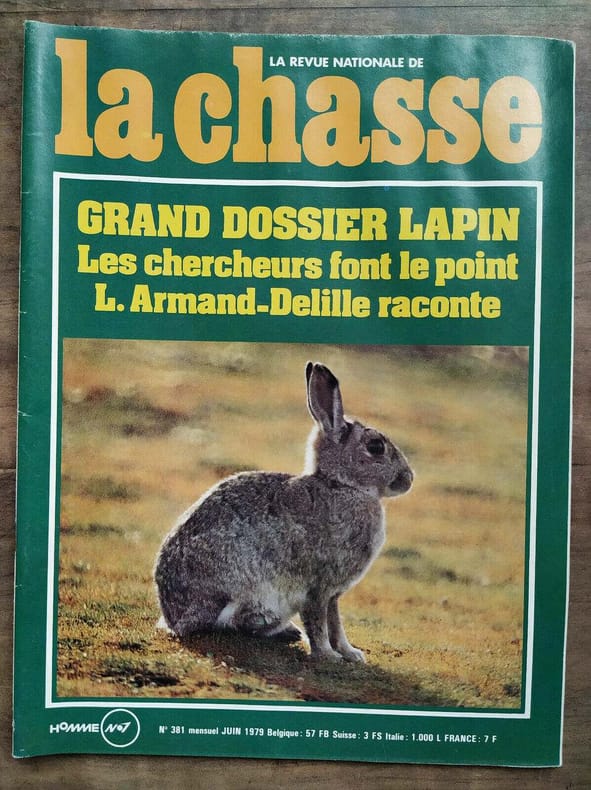 LA REVUE NATIONALE DE
la chasse
GRAND DOSSIER LAPIN
Les chercheurs font le point
L. Armand-Delille raconte
HOMME N°7
N° 381 mensuel JUIN 1979 Belgique : 57 FB Suisse : 3 FS Italie : 1.000 L FRANCE : 7 F